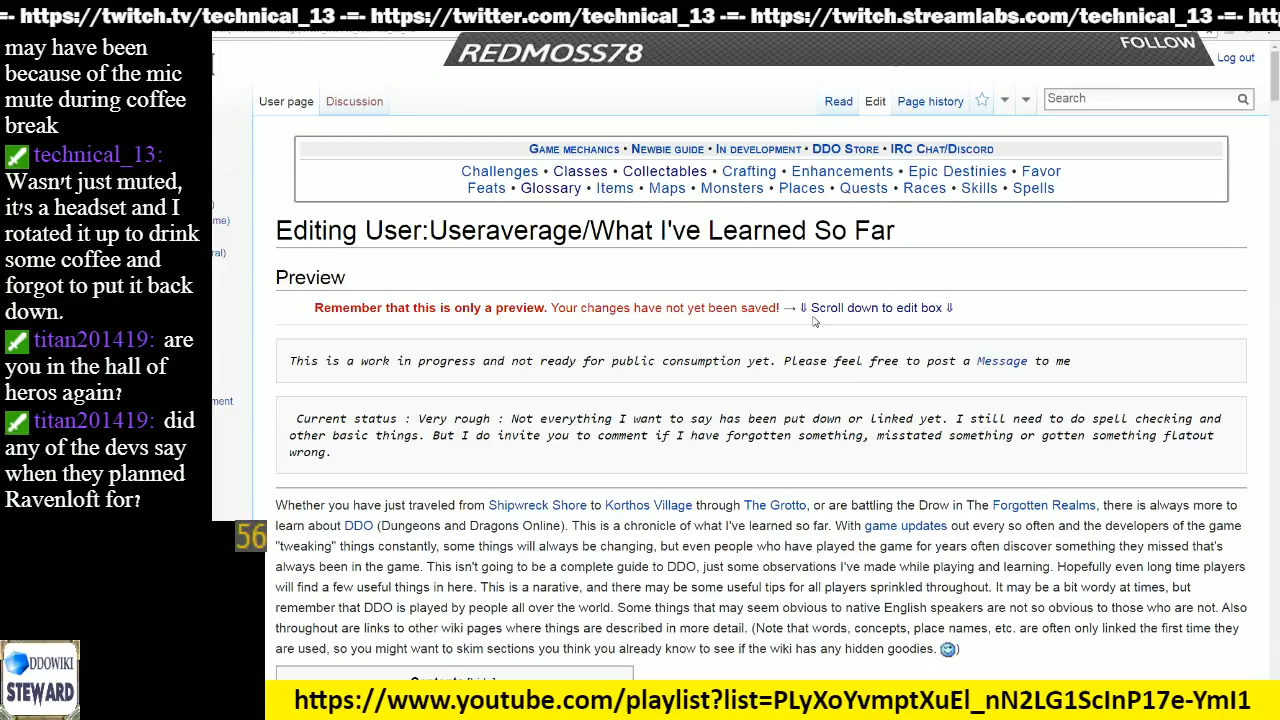 =- https://twitch.tv/technical_13 -=- https://twitter.com/technical_13 -=- https://twitch.streamlabs.com/technical_13 -=- http
may have been
because of the mic
mute during coffee
break
technical_13:
Wasn't just muted,
it's a headset and I
rotated it up to drink
some coffee and
forgot to put it back
down.
titan201419: are
you in the hall of
heros again?
titan201419: did
any of the devs say
when they planned
Ravenloft for?
REDMOSS78
FOLLOW
Log out
User page
Discussion
Read
Edit
Page history
Search
GAME MECHANICS • NEWBIE GUIDE • IN DEVELOPMENT • DDO STORE • IRC CHAT/DISCORD
Challenges • Classes • Collectables • Crafting • Enhancements • Epic Destinies • Favor
Feats • Glossary • Items • Maps • Monsters • Places • Quests • Races • Skills • Spells
Editing User:Useraverage/What I've Learned So Far
Preview
Remember that this is only a preview. Your changes have not yet been saved! → ⇓ Scroll down to edit box ⇓
This is a work in progress and not ready for public consumption yet. Please feel free to post a Message to me
Current status : Very rough : Not everything I want to say has been put down or linked yet. I still need to do spell checking and
other basic things. But I do invite you to comment if I have forgotten something, misstated something or gotten something flatout
wrong.
Whether you have just traveled from Shipwreck Shore to Korthos Village through The Grotto, or are battling the Drow in The Forgotten Realms, there is always more to
learn about DDO (Dungeons and Dragons Online). This is a chronicle of what I've learned so far. With game updates out every so often and the developers of the game
"tweaking" things constantly, some things will always be changing, but even people who have played the game for years often discover something they missed that's
always been in the game. This isn't going to be a complete guide to DDO, just some observations I've made while playing and learning. Hopefully even long time players
will find a few useful things in here. This is a narative, and there may be some useful tips for all players sprinkled throughout. It may be a bit wordy at times, but
remember that DDO is played by people all over the world. Some things that may seem obvious to native English speakers are not so obvious to those who are not. Also
throughout are links to other wiki pages where things are described in more detail. (Note that words, concepts, place names, etc. are often only linked the first time they
are used, so you might want to skim sections you think you already know to see if the wiki has any hidden goodies. )
me)
ral)
ment
56
DDOWIKI
STEWARD
https://www.youtube.com/playlist?list=PLyXoYvmptXuEl_nN2LG1ScInP17e-YmI1